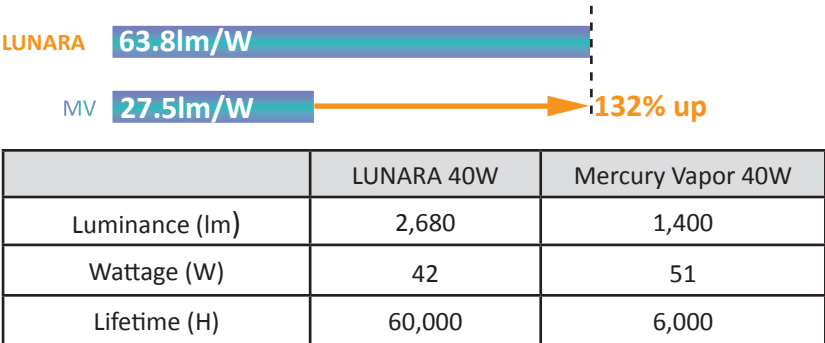 LUNARA 63.8lm/W
MV 27.5lm/W 132% up
LUNARA 40W Mercury Vapor 40W
Luminance (lm) 2,680 1,400
Wattage (W) 42 51
Lifetime (H) 60,000 6,000